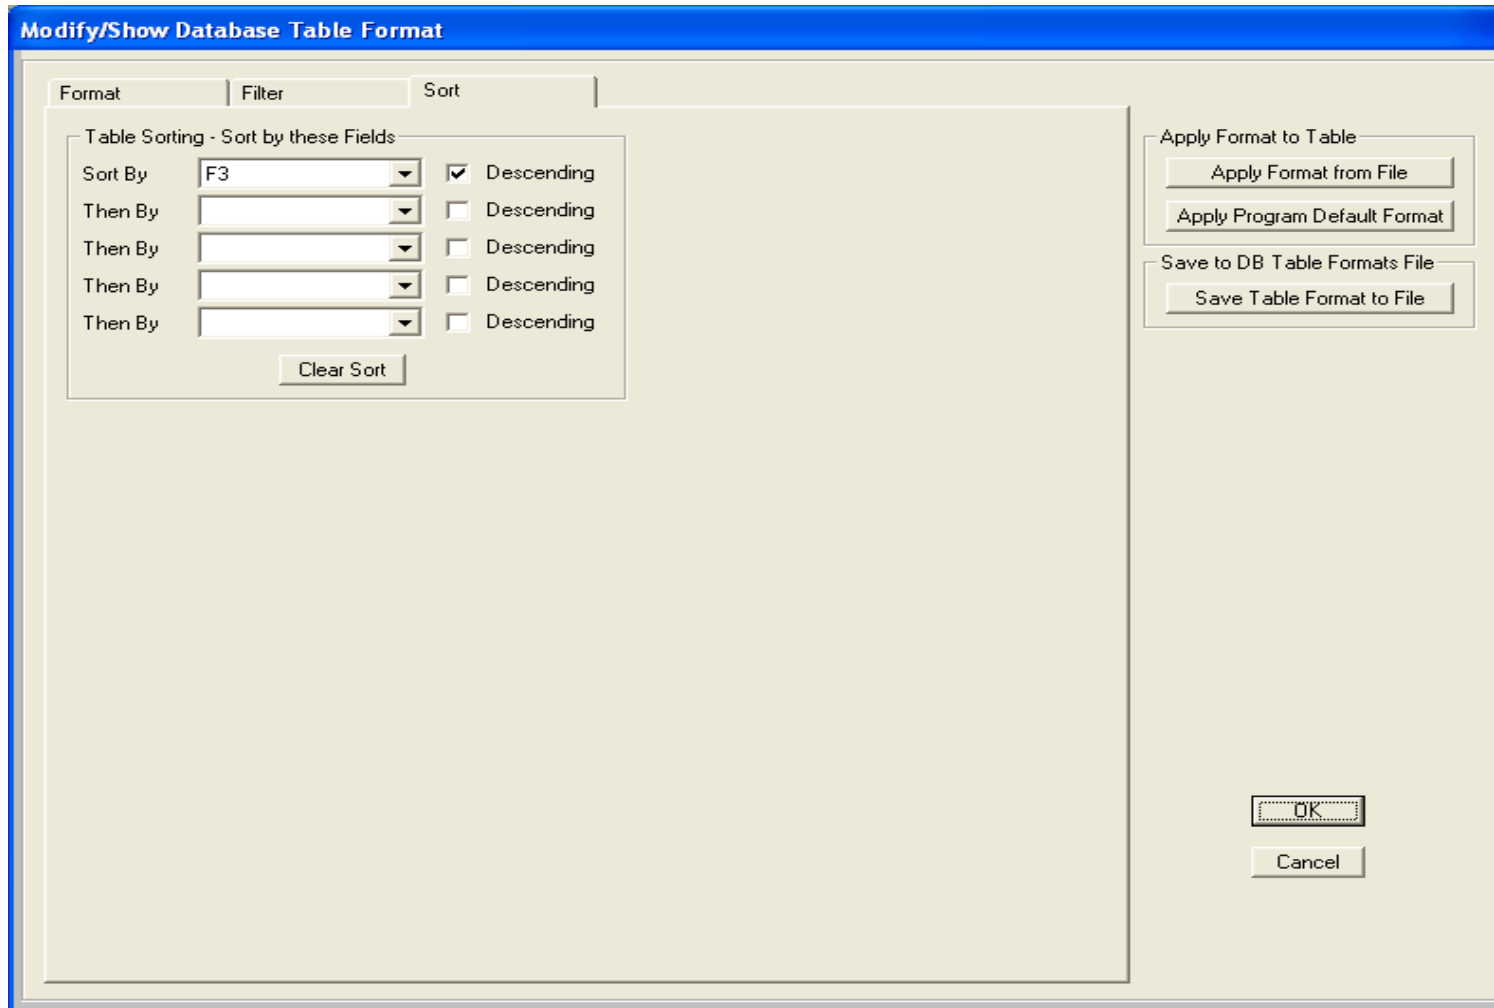 Modify/Show Database Table Format
Format Filter Sort
Table Sorting - Sort by these Fields
Sort By F3 Descending
Then By Descending
Then By Descending
Then By Descending
Then By Descending
Clear Sort
Apply Format to Table
Apply Format from File
Apply Program Default Format
Save to DB Table Formats File
Save Table Format to File
OK
Cancel